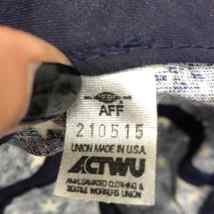 AFF
210515
UNION MADE IN U.S.A.
ACTWU
AMALGAMATED CLOTHING &
TEXTILE WORKERS UNION